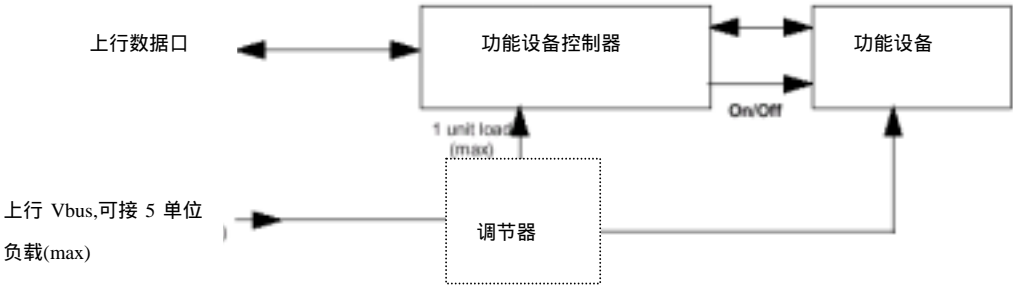 上行数据口
功能设备控制器
功能设备
On/Off
1 unit load
(max)
上行 Vbus,可接 5 单位
负载(max)
调节器